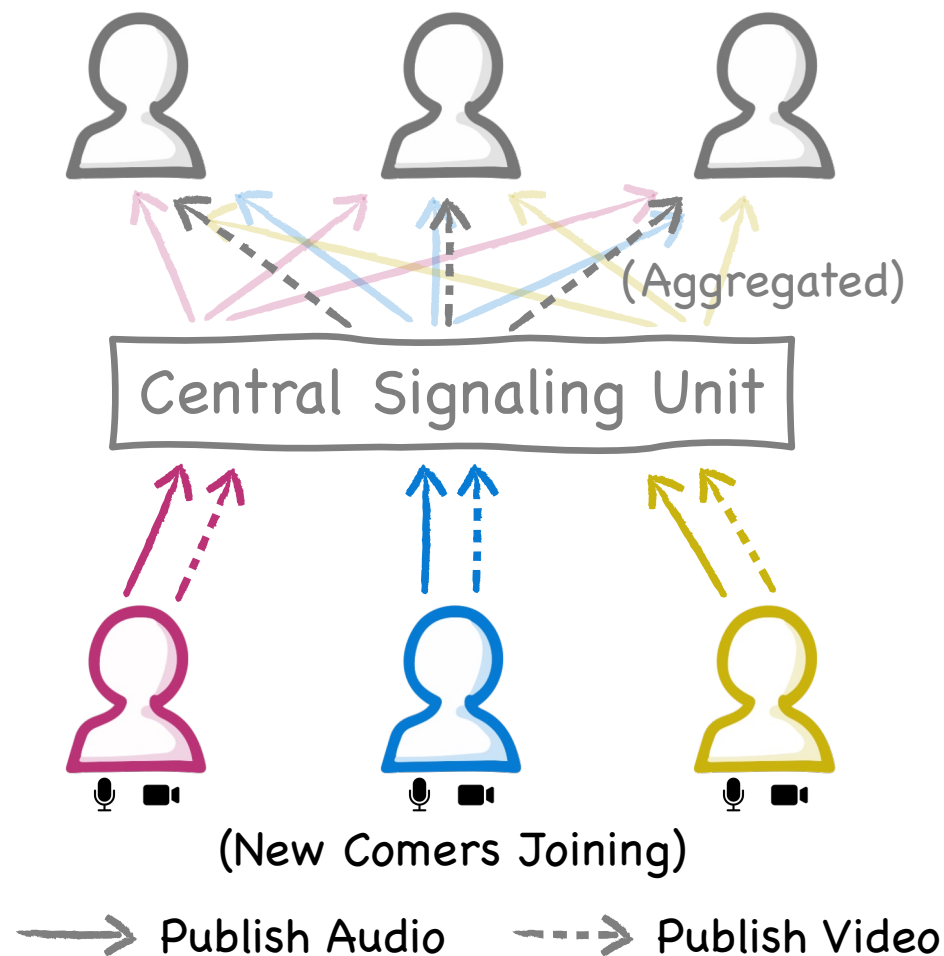 (Aggregated)
Central Signaling Unit
(New Comers Joining)
Publish Audio
Publish Video